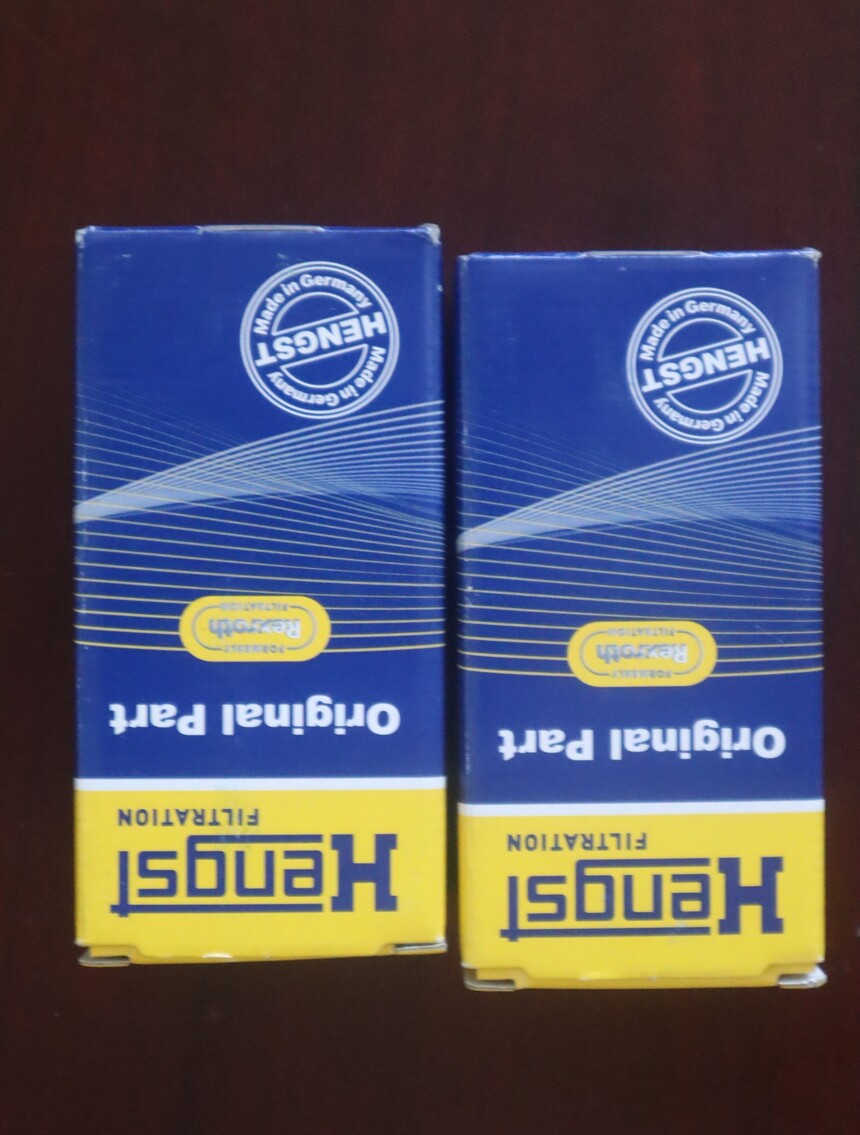 Hengst
FILTRATION
Original Part
FORMERLY
Rexroth
FILTRATION
Made in Germany
HENGST
Made in Germany
Hengst
FILTRATION
Original Part
FORMERLY
Rexroth
FILTRATION
Made in Germany
HENGST
Made in Germany